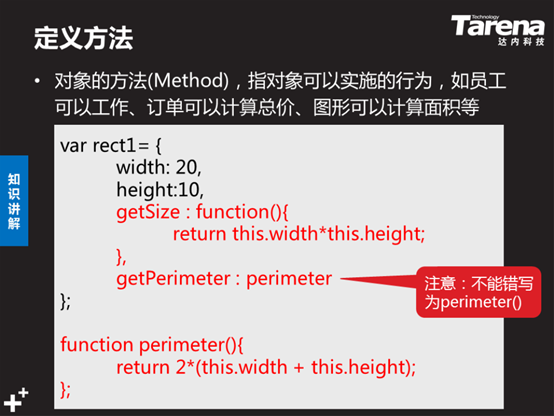 定义方法
Technology
Tarena
达内科技
• 对象的方法(Method)，指对象可以实施的行为，如员工
可以工作、订单可以计算总价、图形可以计算面积等
知识讲解
var rect1= {
width: 20,
height:10,
getSize : function(){
return this.width*this.height;
},
getPerimeter : perimeter
};
注意：不能错写
为perimeter()
function perimeter(){
return 2*(this.width + this.height);
};